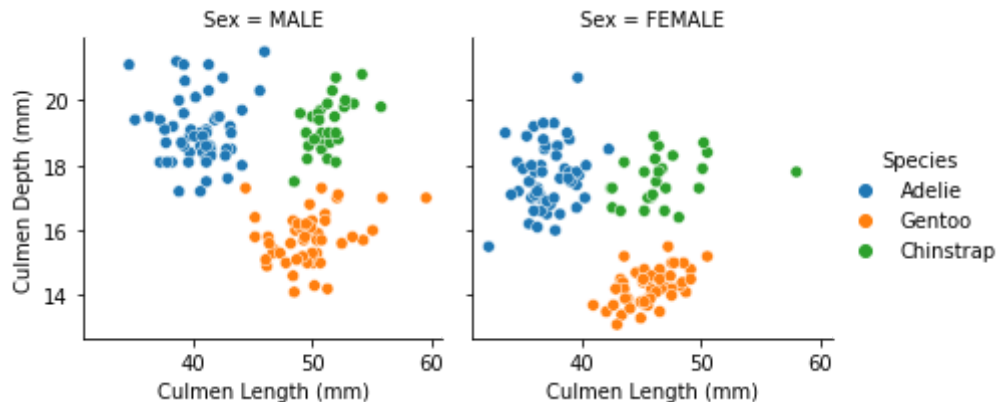 Sex = MALE
Sex = FEMALE
Culmen Depth (mm)
20
18
16
14
40
50
60
40
50
60
Culmen Length (mm)
Culmen Length (mm)
Species
Adelie
Gentoo
Chinstrap